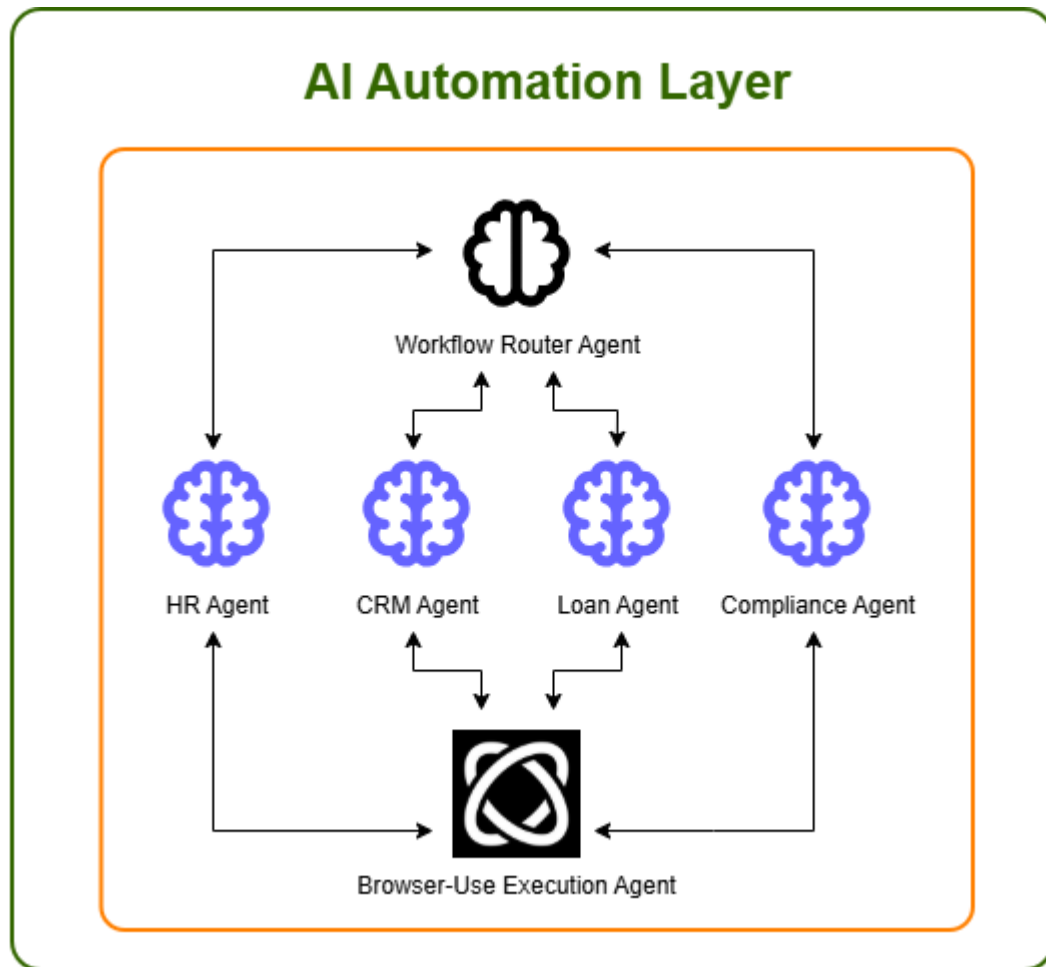 AI Automation Layer
Workflow Router Agent
HR Agent
CRM Agent
Loan Agent
Compliance Agent
Browser-Use Execution Agent